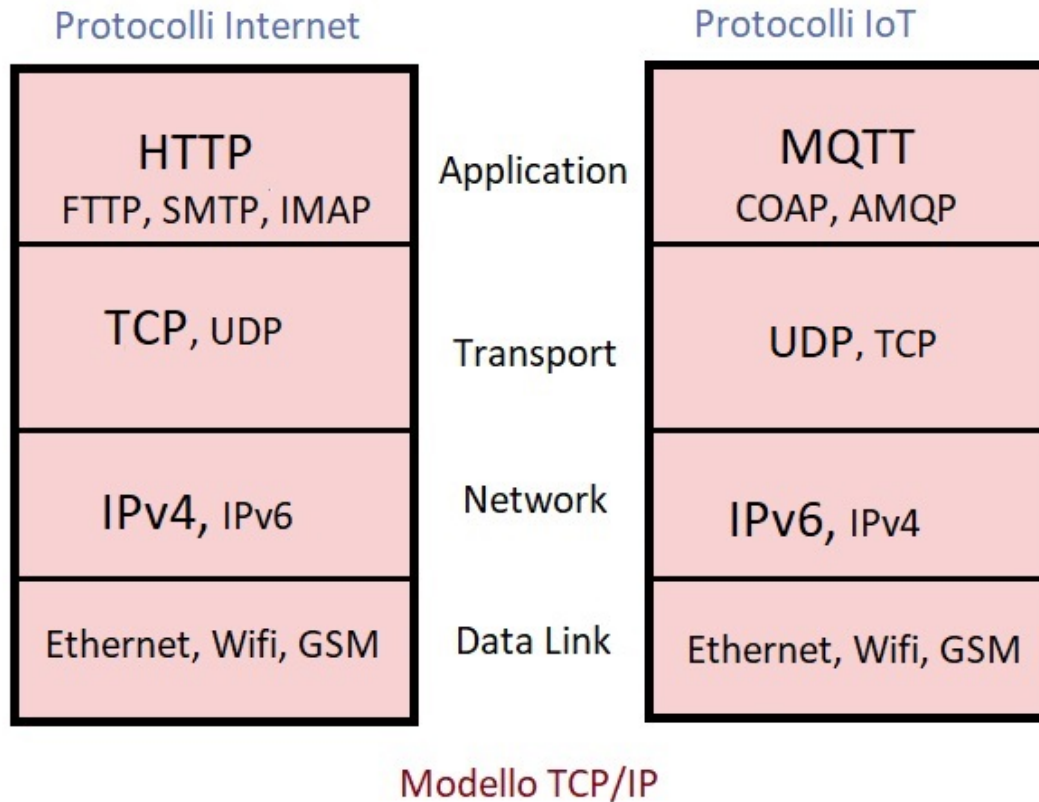 Protocolli Internet
Protocolli IoT
HTTP
FTTP, SMTP, IMAP
Application
MQTT
COAP, AMQP
TCP, UDP
Transport
UDP, TCP
IPv4, IPv6
Network
IPv6, IPv4
Ethernet, Wifi, GSM
Data Link
Ethernet, Wifi, GSM
Modello TCP/IP